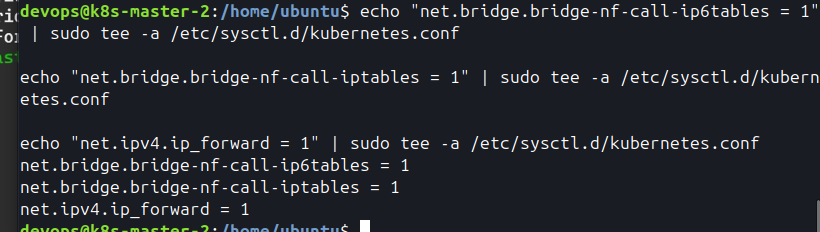 devops@k8s-master-2:/home/ubuntu$ echo "net.bridge.bridge-nf-call-ip6tables = 1"
| sudo tee -a /etc/sysctl.d/kubernetes.conf
echo "net.bridge.bridge-nf-call-iptables = 1" | sudo tee -a /etc/sysctl.d/kubern
etes.conf
echo "net.ipv4.ip_forward = 1" | sudo tee -a /etc/sysctl.d/kubernetes.conf
net.bridge.bridge-nf-call-ip6tables = 1
net.bridge.bridge-nf-call-iptables = 1
net.ipv4.ip_forward = 1
devops@k8s-master-2:/home/ubuntu$